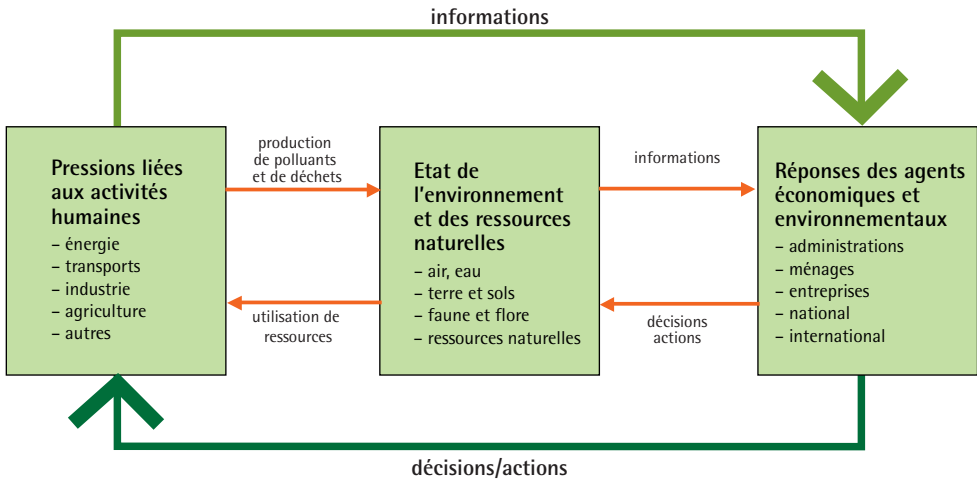 informations
Pressions liées
aux activités
humaines
– énergie
– transports
– industrie
– agriculture
– autres
production
de polluants
et de déchets
utilisation de
ressources
Etat de
l'environnement
et des ressources
naturelles
– air, eau
– terre et sols
– faune et flore
– ressources naturelles
informations
décisions
actions
Réponses des agents
économiques et
environnementaux
– administrations
– ménages
– entreprises
– national
– international
décisions/actions